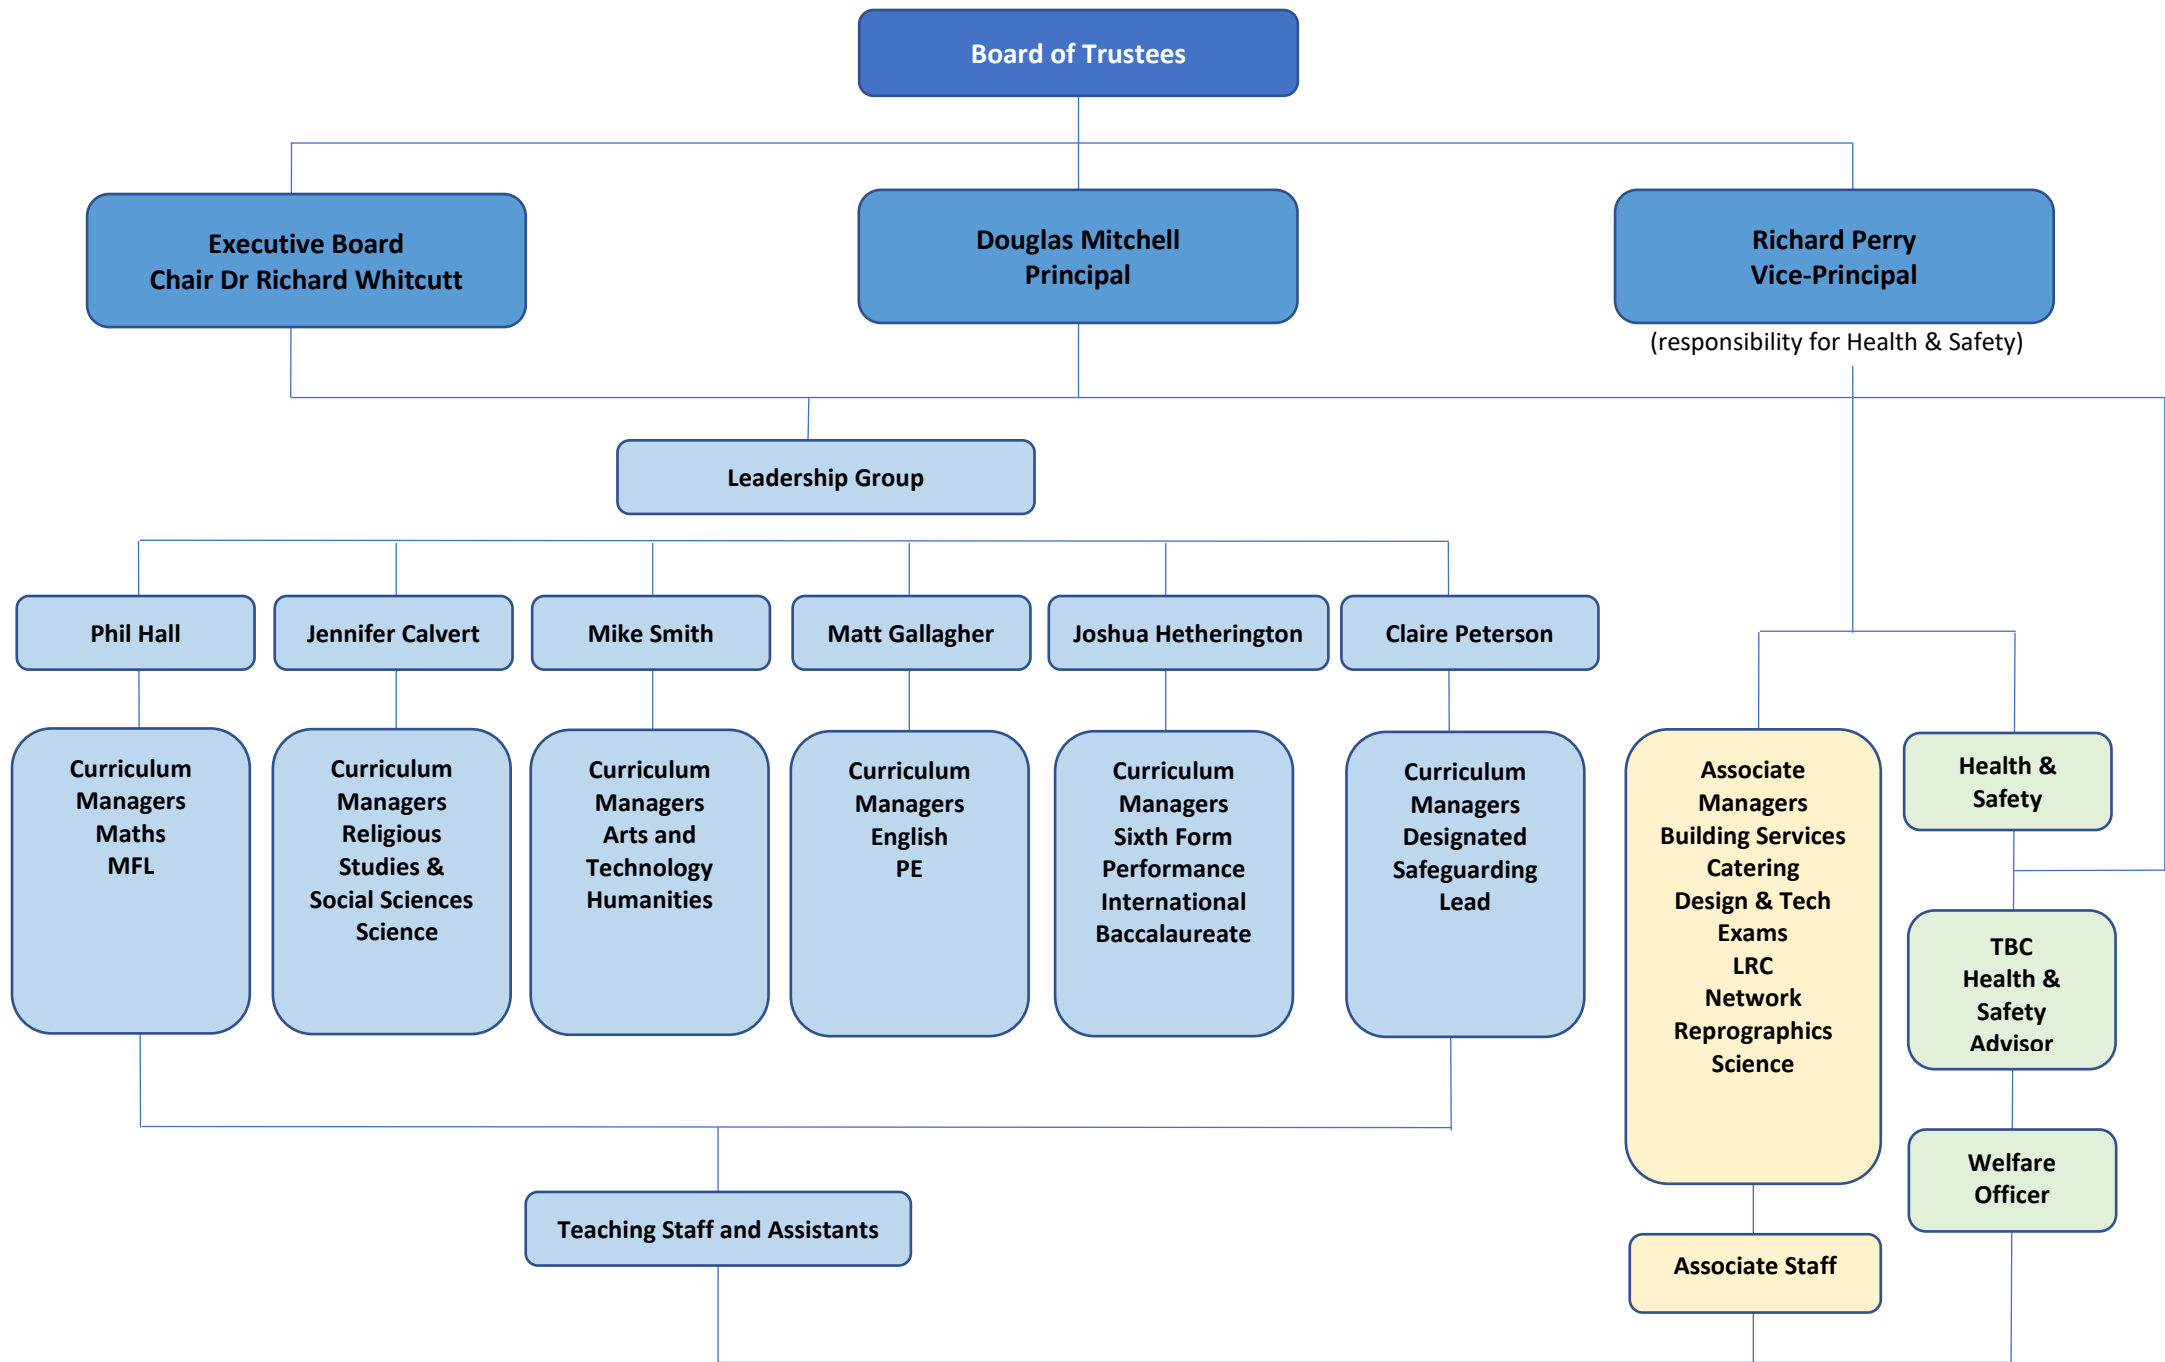 Board of Trustees
Executive Board
Chair Dr Richard Whitcutt
Douglas Mitchell
Principal
Richard Perry
Vice-Principal
(responsibility for Health & Safety)
Leadership Group
Phil Hall
Jennifer Calvert
Mike Smith
Matt Gallagher
Joshua Hetherington
Claire Peterson
Curriculum
Managers
Maths
MFL
Curriculum
Managers
Religious
Studies &
Social Sciences
Science
Curriculum
Managers
Arts and
Technology
Humanities
Curriculum
Managers
English
PE
Curriculum
Managers
Sixth Form
Performance
International
Baccalaureate
Curriculum
Managers
Designated
Safeguarding
Lead
Associate
Managers
Building Services
Catering
Design & Tech
Exams
LRC
Network
Reprographics
Science
Health &
Safety
TBC
Health &
Safety
Advisor
Welfare
Officer
Teaching Staff and Assistants
Associate Staff